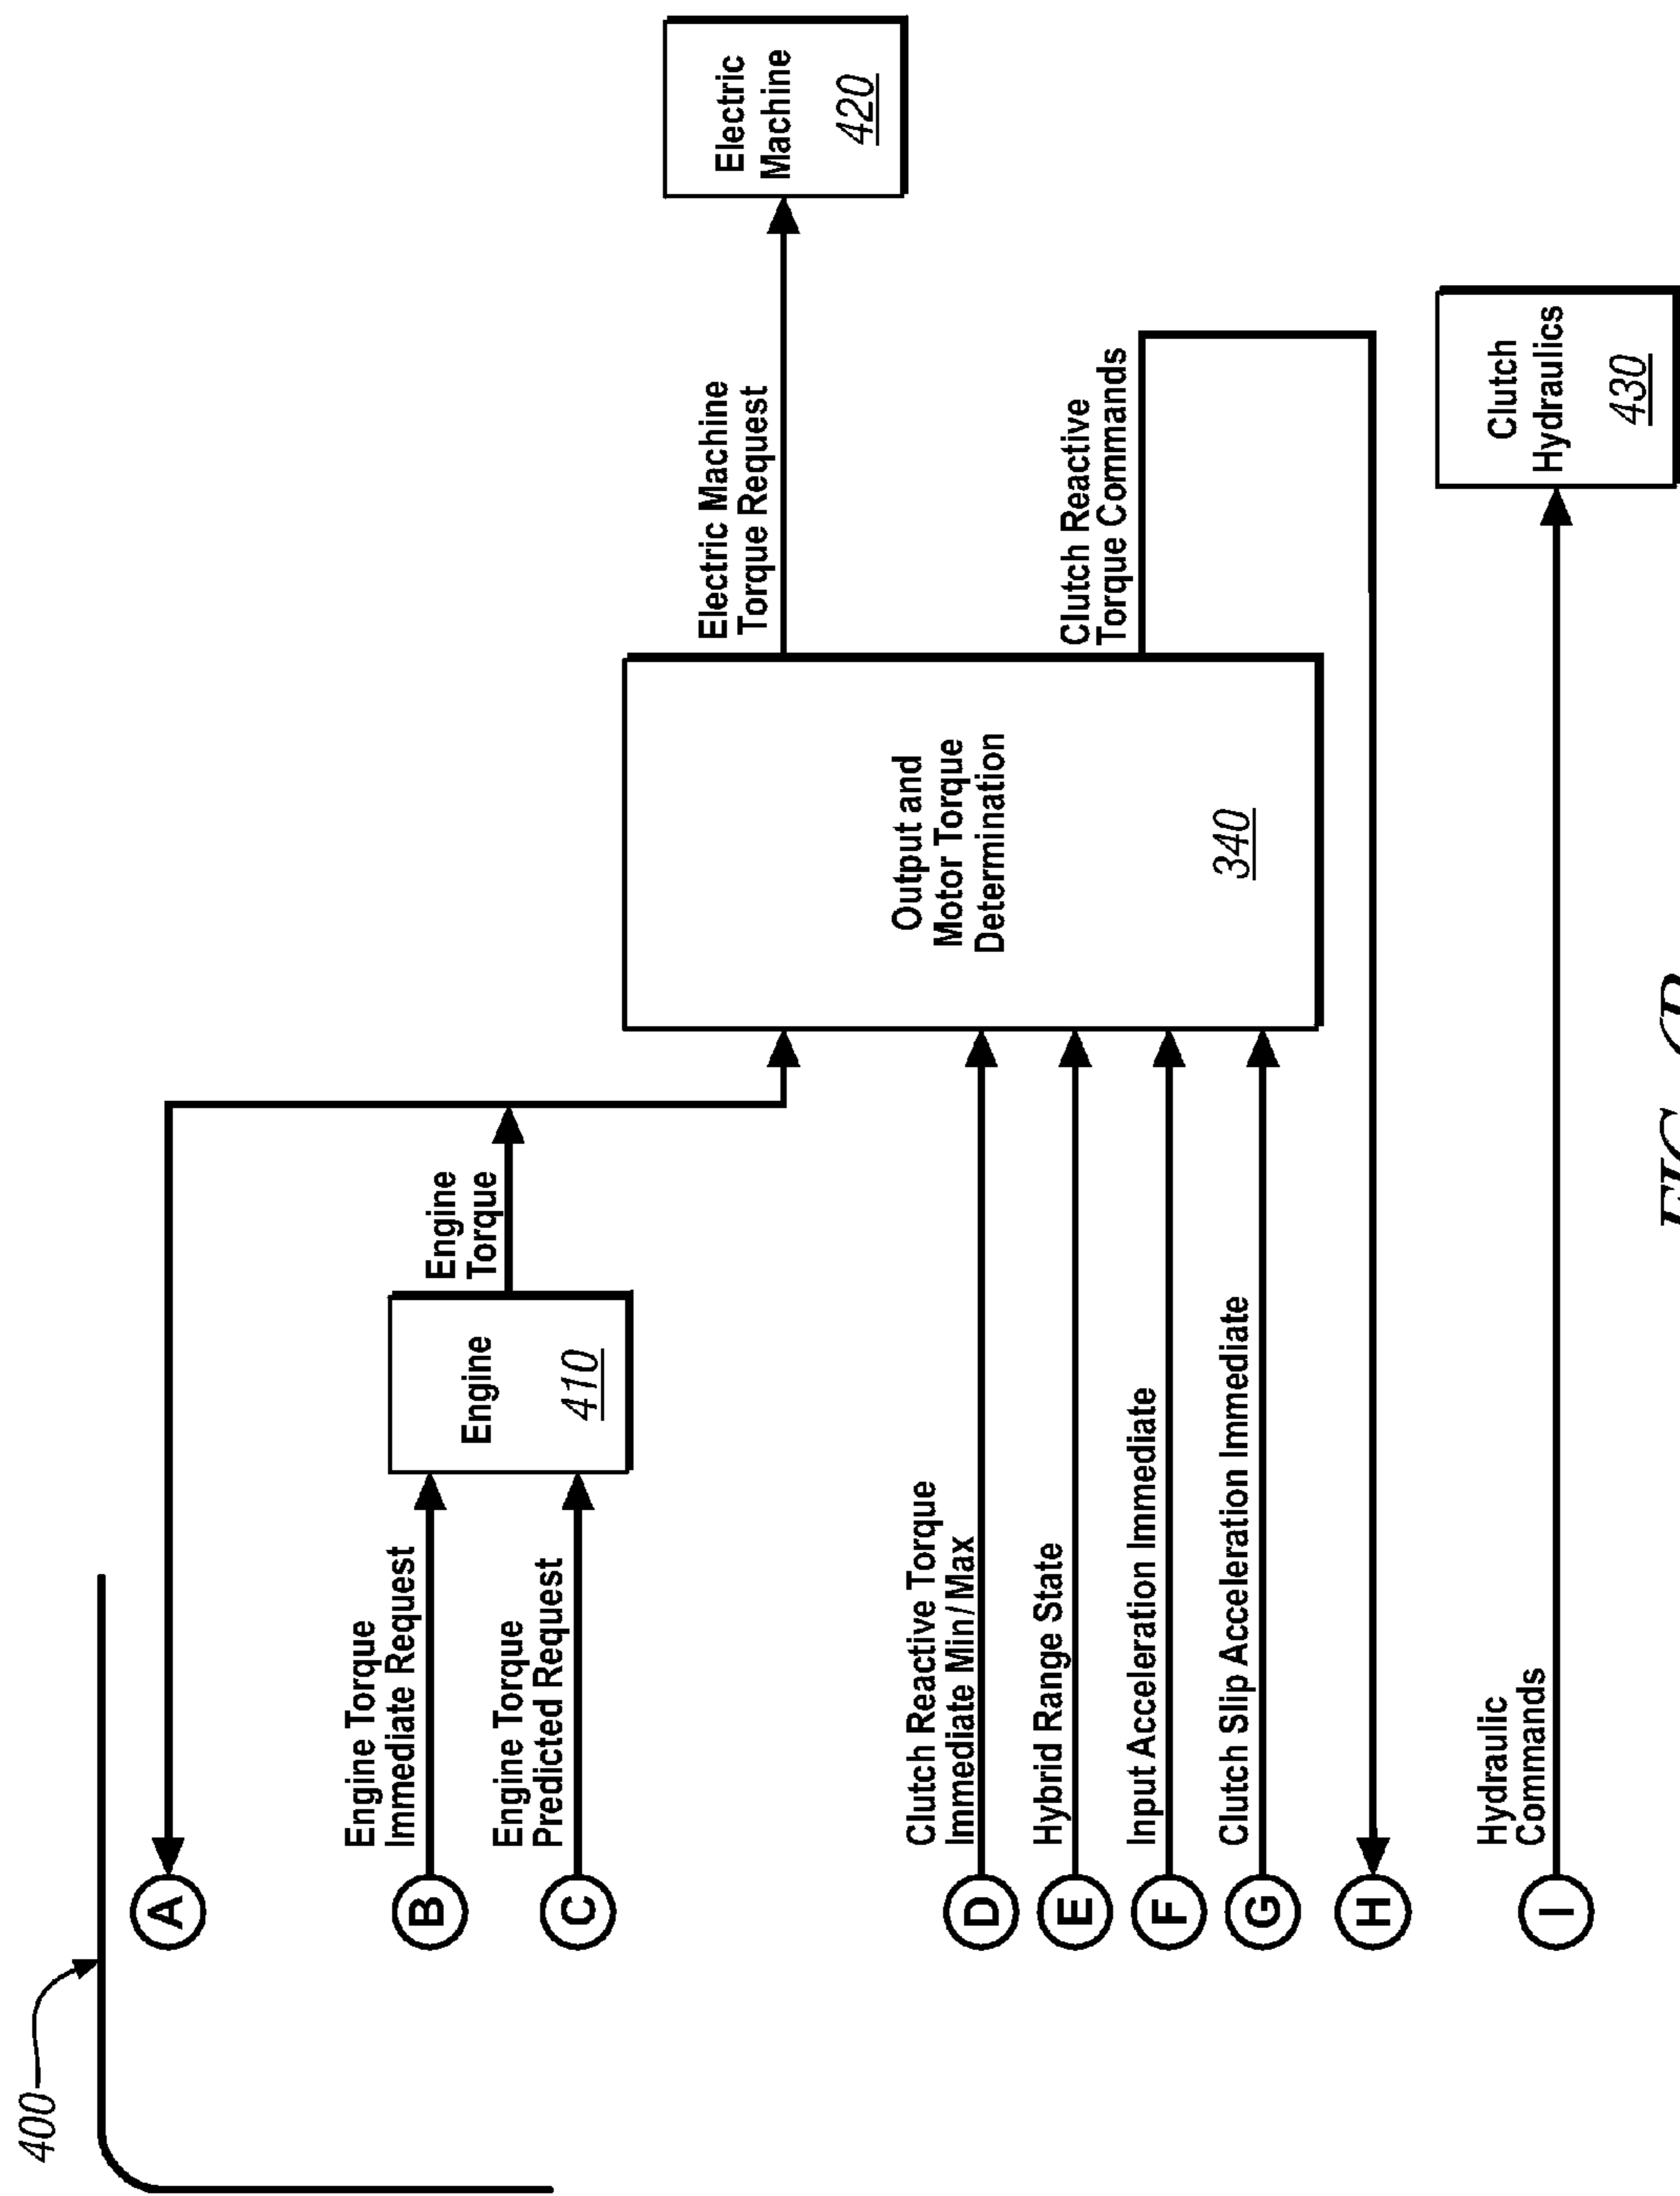 400
A
B
C
D
E
F
G
H
I
Engine Torque
Immediate Request
Engine Torque
Predicted Request
Engine
410
Engine
Torque
Clutch Reactive Torque
Immediate Min/Max
Hybrid Range State
Input Acceleration Immediate
Clutch Slip Acceleration Immediate
Hydraulic
Commands
Output and
Motor Torque
Determination
340
Electric Machine
Torque Request
Clutch Reactive
Torque Commands
Electric
Machine
420
Clutch
Hydraulics
430